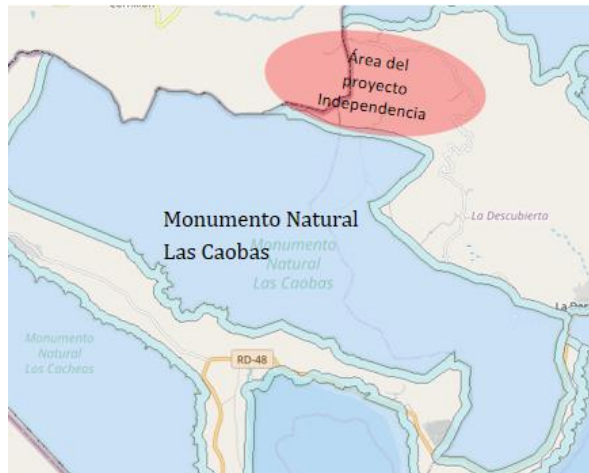 Área del
proyecto
Independencia
Monumento Natural
Las Caobas
Monumento
Natural
Las Caobas
La Descubierta
Monumento
Natural
Los Cacheos
RD-48